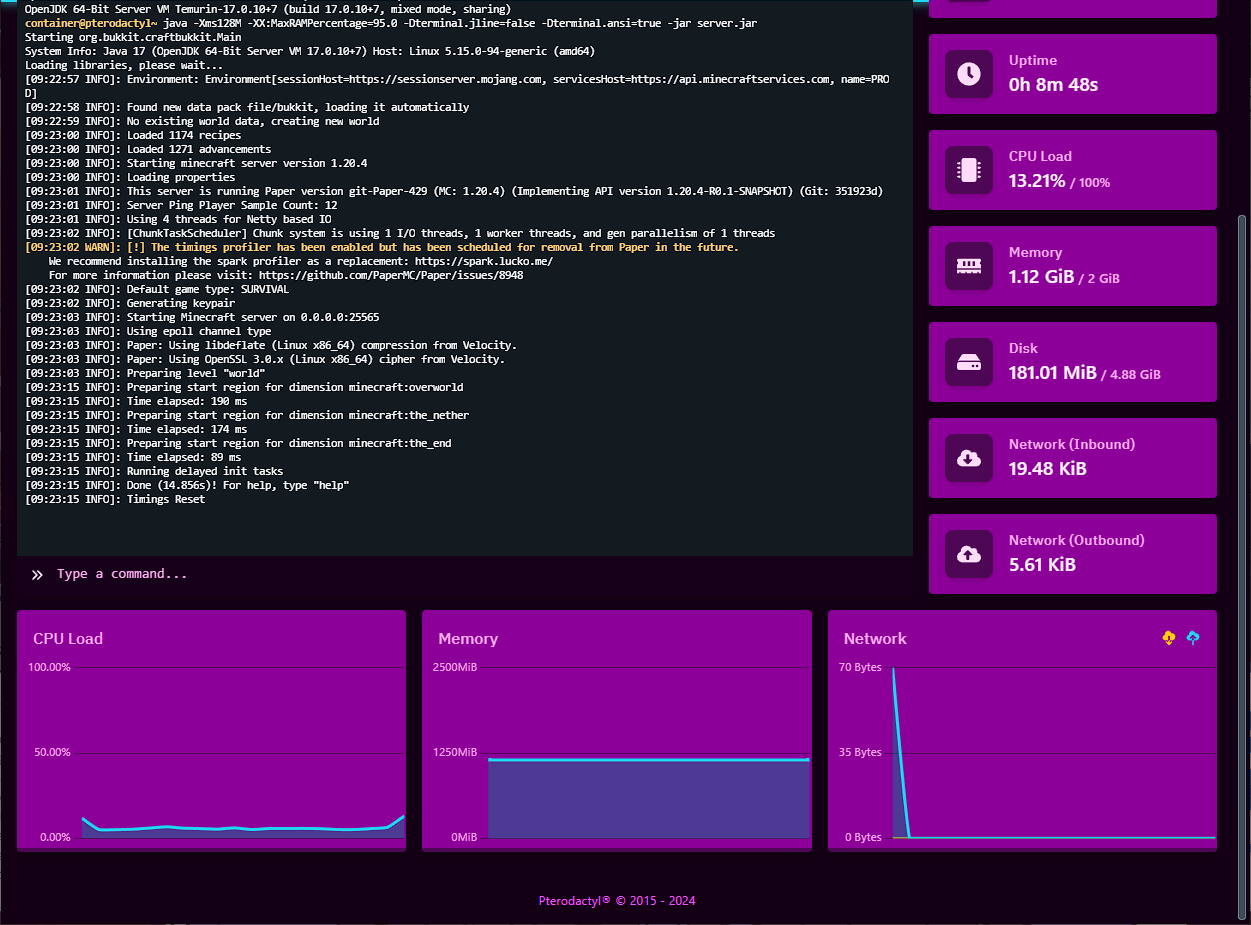 OpenJDK 64-Bit Server VM Temurin-17.0.10+7 (build 17.0.10+7, mixed mode, sharing)
container@pterodactyl~ java -Xms128M -XX:MaxRAMPercentage=95.0 -Dterminal.jline=false -Dterminal.ansi=true -jar server.jar
Starting org.bukkit.craftbukkit.Main
System Info: Java 17 (OpenJDK 64-Bit Server VM 17.0.10+7) Host: Linux 5.15.0-94-generic (amd64)
Loading libraries, please wait...
[09:22:57 INFO]: Environment: Environment[sessionHost=https://sessionserver.mojang.com, servicesHost=https://api.minecraftservices.com, name=PRO
D]
[09:22:58 INFO]: Found new data pack file/bukkit, loading it automatically
[09:22:59 INFO]: No existing world data, creating new world
[09:23:00 INFO]: Loaded 1174 recipes
[09:23:00 INFO]: Loaded 1271 advancements
[09:23:00 INFO]: Starting minecraft server version 1.20.4
[09:23:00 INFO]: Loading properties
[09:23:01 INFO]: This server is running Paper version git-Paper-429 (MC: 1.20.4) (Implementing API version 1.20.4-R0.1-SNAPSHOT) (Git: 351923d)
[09:23:01 INFO]: Server Ping Player Sample Count: 12
[09:23:01 INFO]: Using 4 threads for Netty based IO
[09:23:02 INFO]: [ChunkTaskScheduler] Chunk system is using 1 I/O threads, 1 worker threads, and gen parallelism of 1 threads
[09:23:02 WARN]: [!] The timings profiler has been enabled but has been scheduled for removal from Paper in the future.
We recommend installing the spark profiler as a replacement: https://spark.lucko.me/
For more information please visit: https://github.com/PaperMC/Paper/issues/8948
[09:23:02 INFO]: Default game type: SURVIVAL
[09:23:02 INFO]: Generating keypair
[09:23:03 INFO]: Starting Minecraft server on 0.0.0.0:25565
[09:23:03 INFO]: Using epoll channel type
[09:23:03 INFO]: Paper: Using libdeflate (Linux x86_64) compression from Velocity.
[09:23:03 INFO]: Paper: Using OpenSSL 3.0.x (Linux x86_64) cipher from Velocity.
[09:23:03 INFO]: Preparing level "world"
[09:23:15 INFO]: Preparing start region for dimension minecraft:overworld
[09:23:15 INFO]: Time elapsed: 190 ms
[09:23:15 INFO]: Preparing start region for dimension minecraft:the_nether
[09:23:15 INFO]: Time elapsed: 174 ms
[09:23:15 INFO]: Preparing start region for dimension minecraft:the_end
[09:23:15 INFO]: Time elapsed: 89 ms
[09:23:15 INFO]: Running delayed init tasks
[09:23:15 INFO]: Done (14.856s)! For help, type "help"
[09:23:15 INFO]: Timings Reset
» Type a command...
Uptime
0h 8m 48s
CPU Load
13.21% / 100%
Memory
1.12 GiB / 2 GiB
Disk
181.01 MiB / 4.88 GiB
Network (Inbound)
19.48 KiB
Network (Outbound)
5.61 KiB
CPU Load
100.00%
50.00%
0.00%
Memory
2500MiB
1250MiB
0MiB
Network
70 Bytes
35 Bytes
0 Bytes
Pterodactyl® © 2015 - 2024